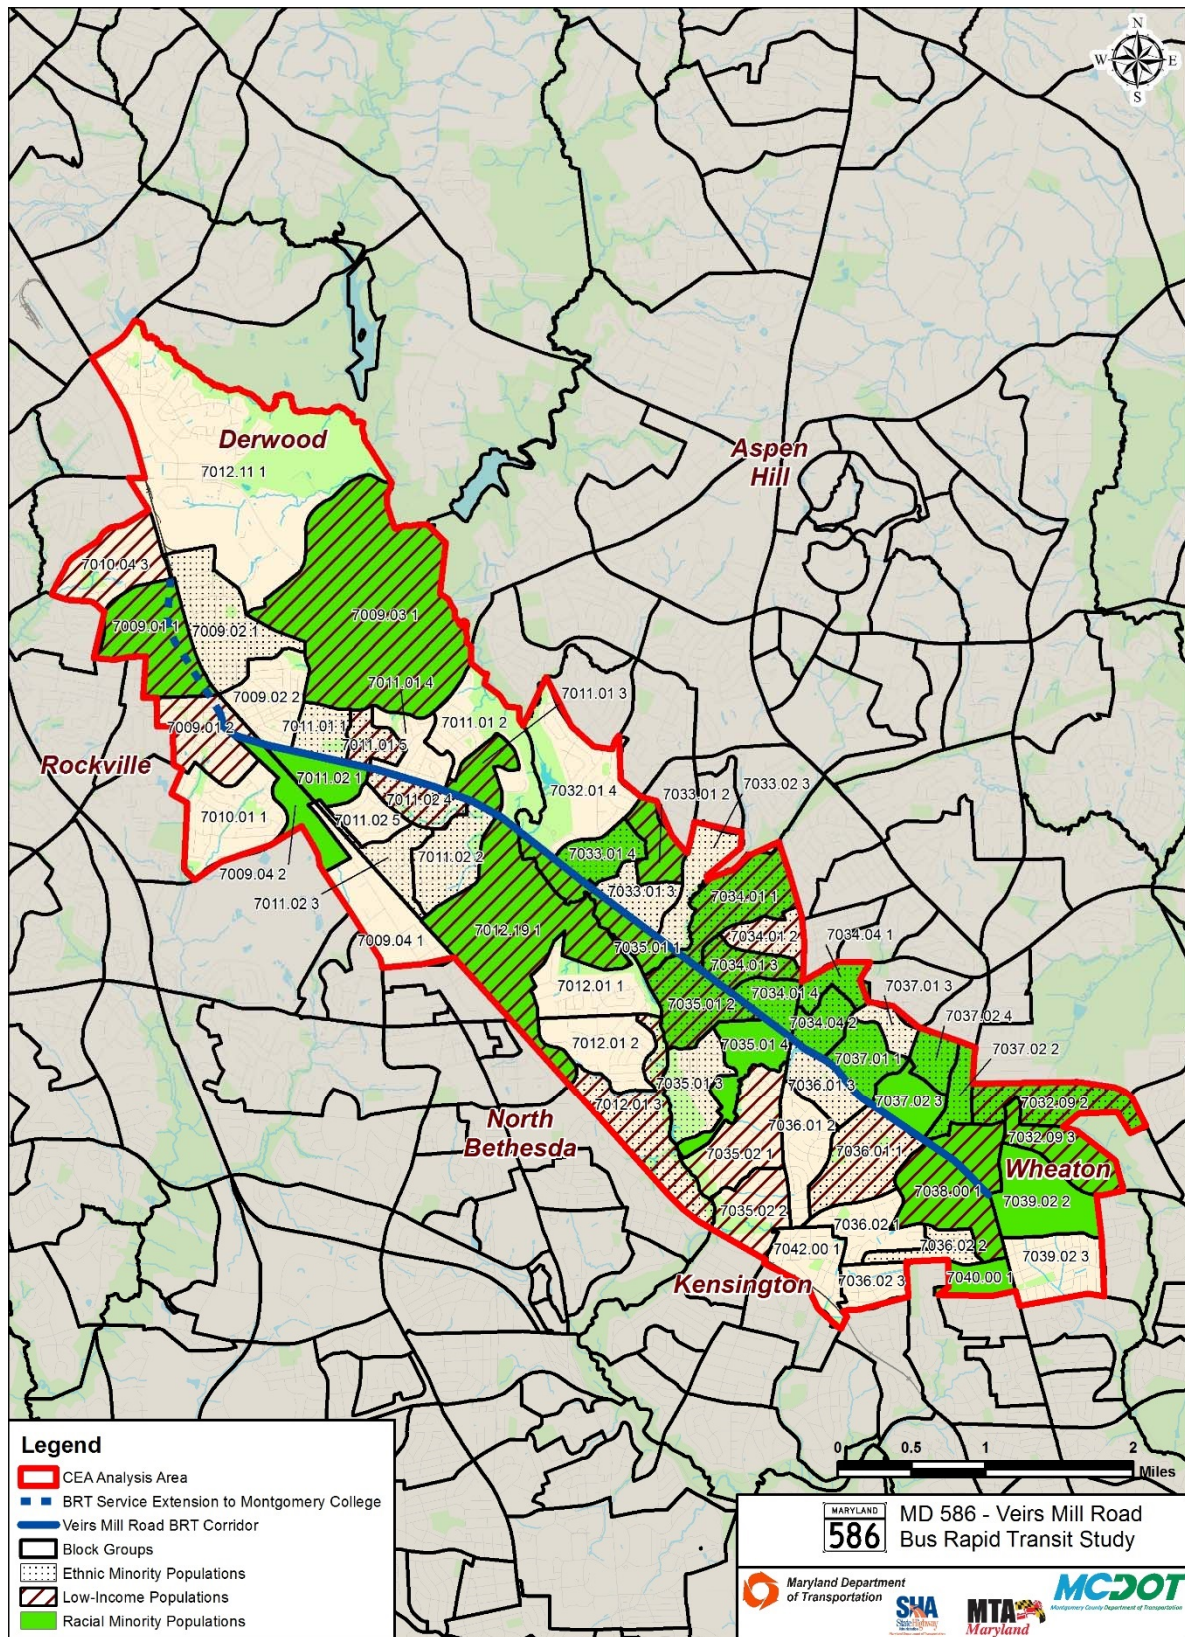 N
W E
S
Derwood
7012.11 1
Aspen
Hill
7010.04 3
7009.01 1
7009.02 1
7009.03 1
7011.01 4
7011.01 3
7009.02 2
7011.01 1
7011.01 2
7009.01 2
7011.01 5
Rockville
7011.02 1
7011.02 4
7032.01 4
7033.01 2
7033.02 3
7010.01 1
7011.02 5
7011.02 2
7033.01 4
7009.04 2
7033.01 3
7034.01 1
7011.02 3
7012.19 1
7034.01 2
7034.04 1
7009.04 1
7035.01 1
7034.01 3
7037.01 3
7012.01 1
7035.01 2
7034.01 4
7037.02 4
7034.04 2
7012.01 2
7035.01 4
7037.01 1
7037.02 2
7035.01 3
7036.01 3
7037.02 3
7012.01 3
7032.09 2
North
Bethesda
7036.01 2
7032.09 3
7035.02 1
7036.01 1
Wheaton
7038.00 1
7039.02 2
7035.02 2
7036.02 1
7042.00 1
7036.02 2
7039.02 3
Kensington
7036.02 3
7040.00 1
Legend
CEA Analysis Area
BRT Service Extension to Montgomery College
Veirs Mill Road BRT Corridor
Block Groups
Ethnic Minority Populations
Low-Income Populations
Racial Minority Populations
0 0.5 1 2
Miles
MARYLAND
586
MD 586 - Veirs Mill Road
Bus Rapid Transit Study
Maryland Department
of Transportation
SHA
State Highway
MTA
Maryland
MCDOT
Montgomery County Department of Transportation